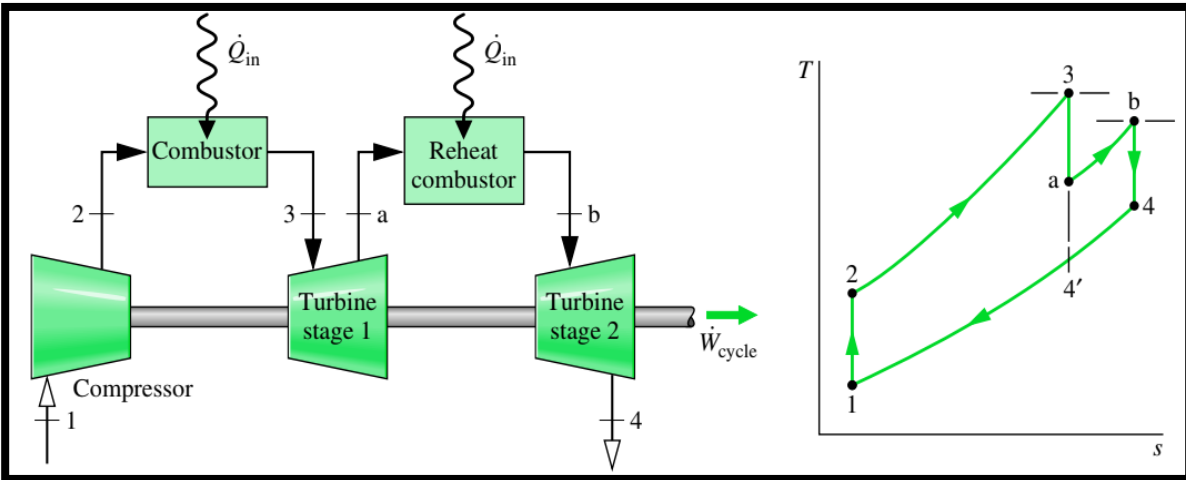 Q̇in
Q̇in
Combustor
Reheat
combustor
2
3
a
b
Turbine
stage 1
Turbine
stage 2
Ẇcycle
Compressor
1
4
T
3
b
a
4
2
4′
1
s